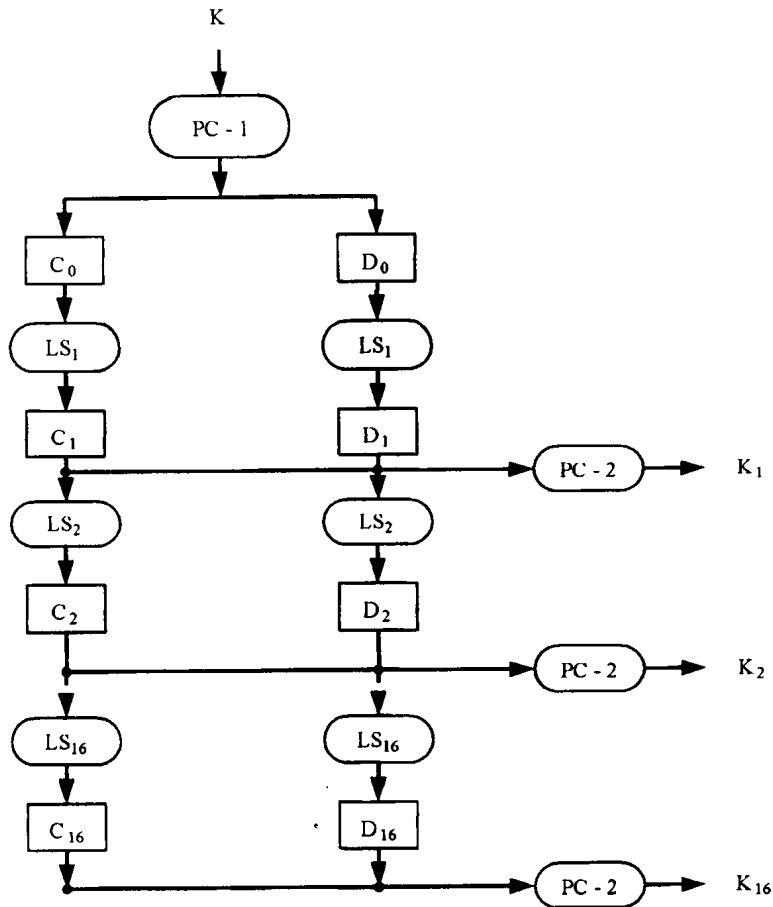 K
PC - 1
C₀ D₀
LS₁ LS₁
C₁ D₁
PC - 2 K₁
LS₂ LS₂
C₂ D₂
PC - 2 K₂
LS₁₆ LS₁₆
C₁₆ D₁₆
PC - 2 K₁₆